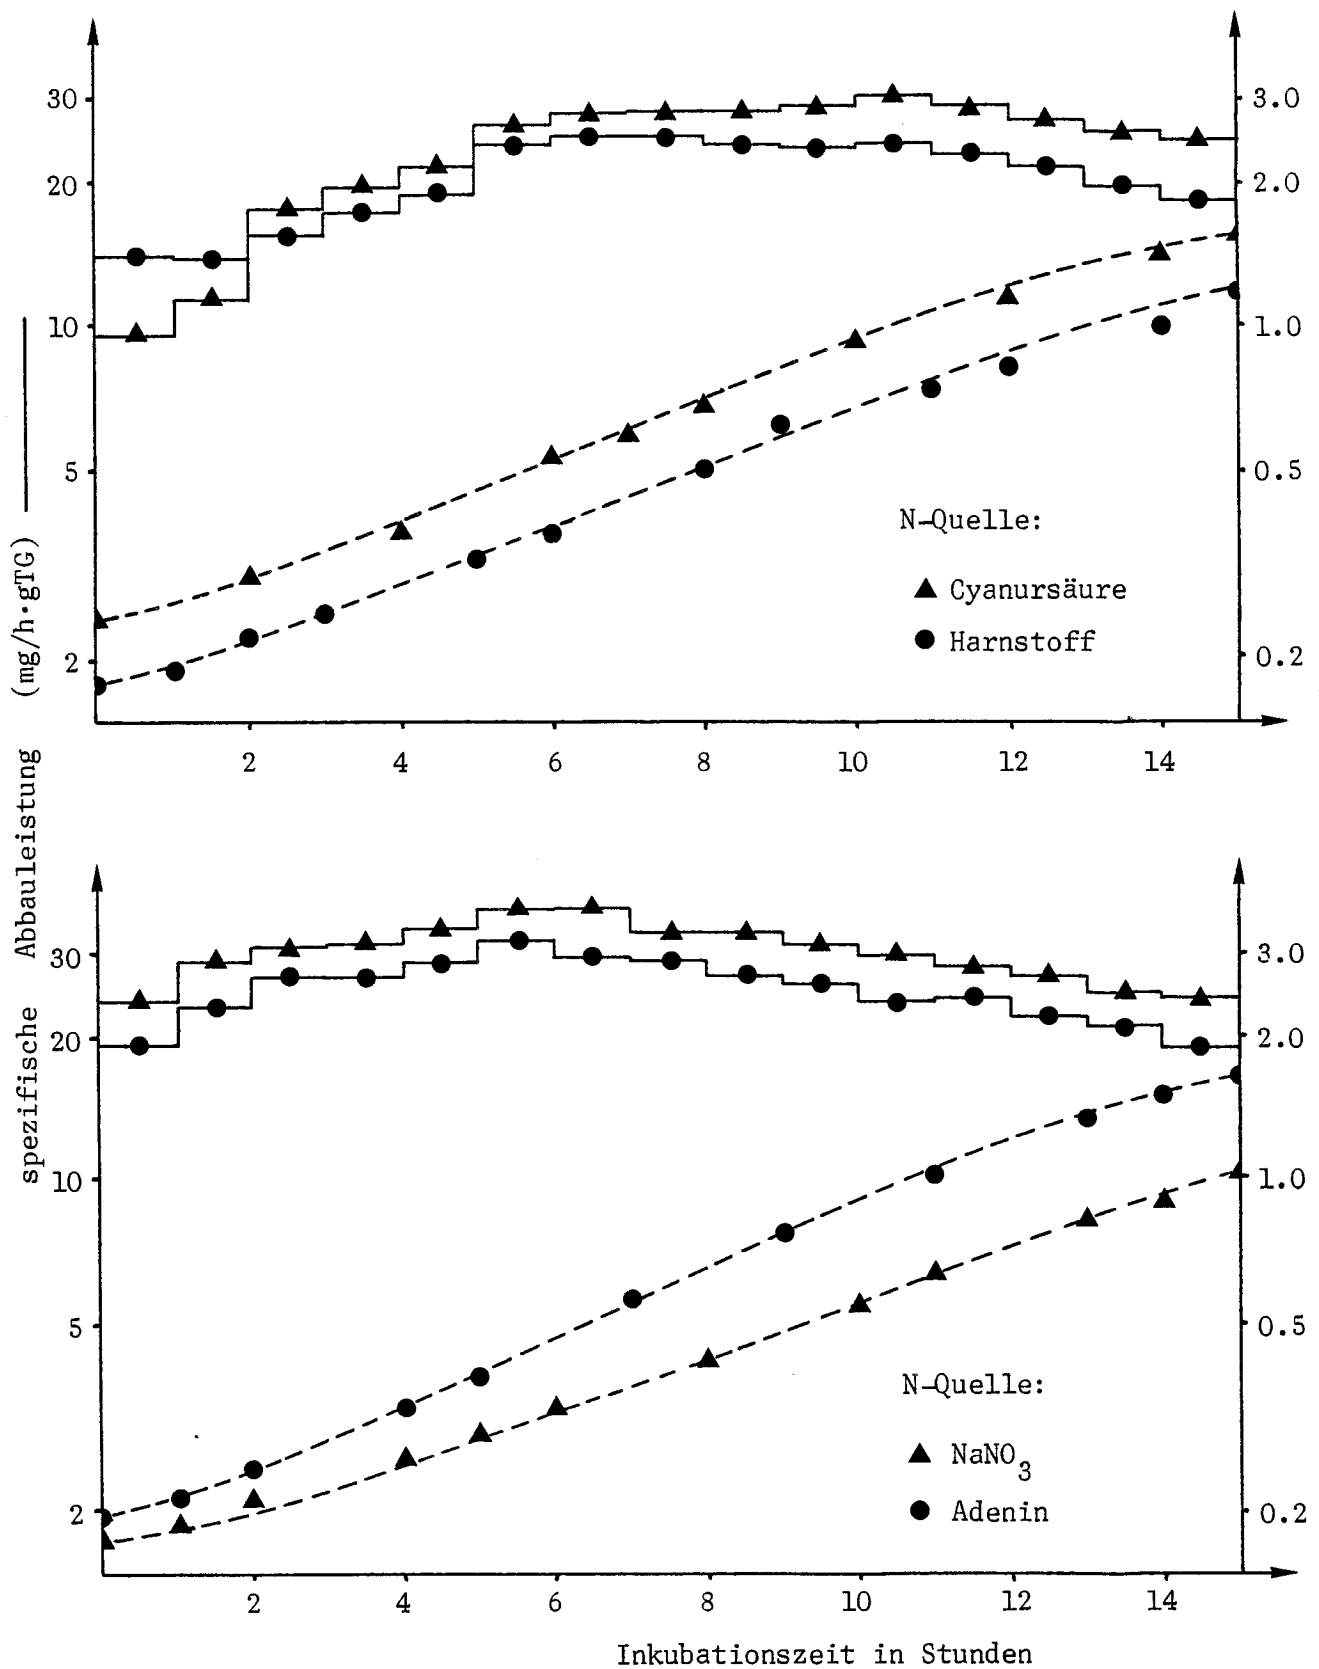 30
20
10
5
2
3.0
2.0
1.0
0.5
0.2
N-Quelle:
▲ Cyanursäure
● Harnstoff
2 4 6 8 10 12 14
spezifische Abbauleistung (mg/h·gTG)
30
20
10
5
2
3.0
2.0
1.0
0.5
0.2
N-Quelle:
▲ NaNO3
● Adenin
2 4 6 8 10 12 14
Inkubationszeit in Stunden